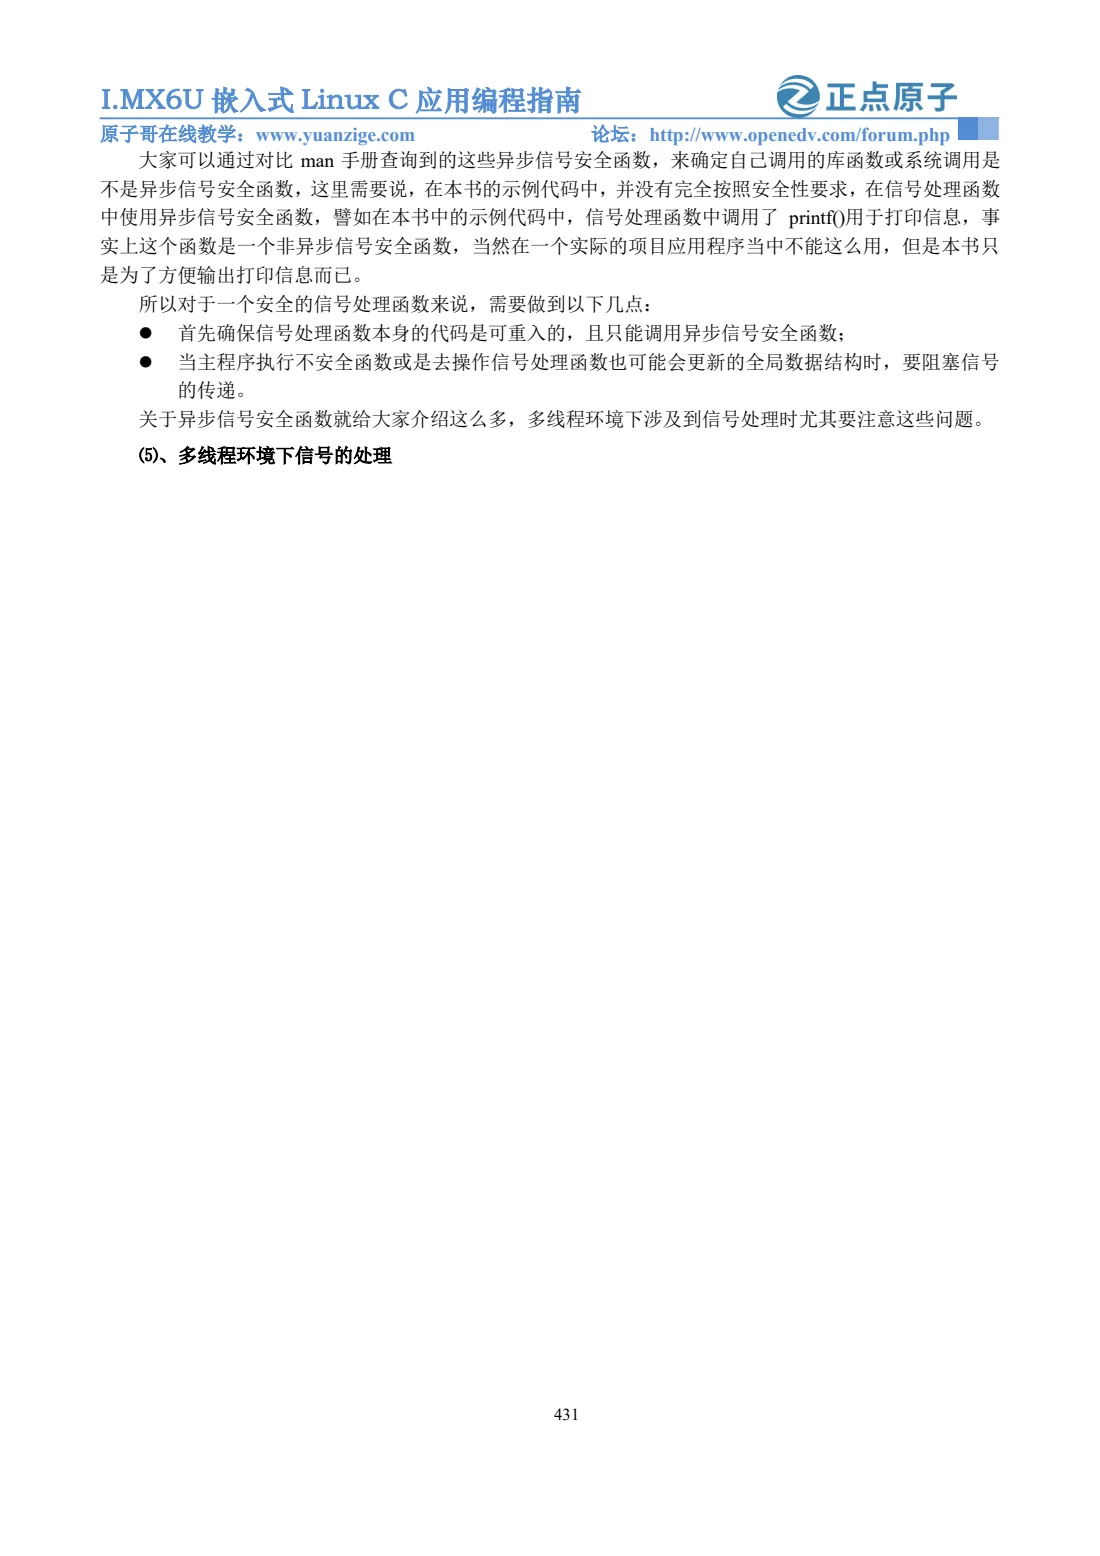 I.MX6U 嵌入式 Linux C 应用编程指南
正点原子
原子哥在线教学：www.yuanzige.com 论坛：http://www.openedv.com/forum.php
大家可以通过对比 man 手册查询到的这些异步信号安全函数，来确定自己调用的库函数或系统调用是
不是异步信号安全函数，这里需要说，在本书的示例代码中，并没有完全按照安全性要求，在信号处理函数
中使用异步信号安全函数，譬如在本书中的示例代码中，信号处理函数中调用了 printf()用于打印信息，事
实上这个函数是一个非异步信号安全函数，当然在一个实际的项目应用程序当中不能这么用，但是本书只
是为了方便输出打印信息而已。
所以对于一个安全的信号处理函数来说，需要做到以下几点：
● 首先确保信号处理函数本身的代码是可重入的，且只能调用异步信号安全函数；
● 当主程序执行不安全函数或是去操作信号处理函数也可能会更新的全局数据结构时，要阻塞信号
的传递。
关于异步信号安全函数就给大家介绍这么多，多线程环境下涉及到信号处理时尤其要注意这些问题。
⑸、多线程环境下信号的处理
431